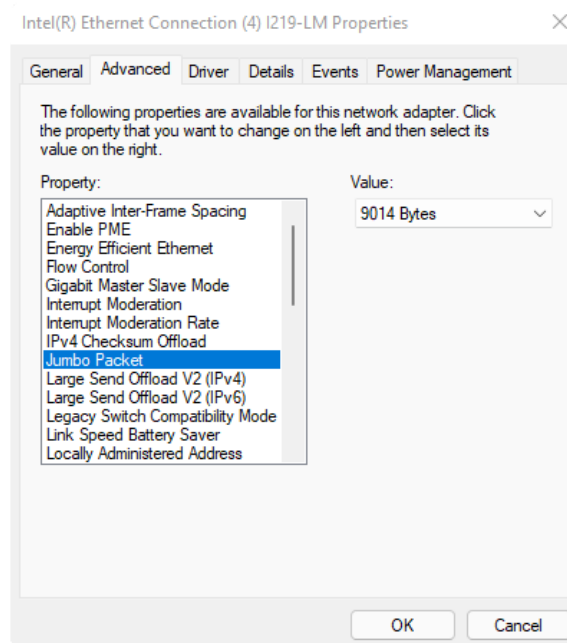 Intel(R) Ethernet Connection (4) I219-LM Properties
General Advanced Driver Details Events Power Management
The following properties are available for this network adapter. Click
the property that you want to change on the left and then select its
value on the right.
Property:
Value:
Adaptive Inter-Frame Spacing
Enable PME
Energy Efficient Ethernet
Flow Control
Gigabit Master Slave Mode
Interrupt Moderation
Interrupt Moderation Rate
IPv4 Checksum Offload
Jumbo Packet
Large Send Offload V2 (IPv4)
Large Send Offload V2 (IPv6)
Legacy Switch Compatibility Mode
Link Speed Battery Saver
Locally Administered Address
9014 Bytes
OK
Cancel